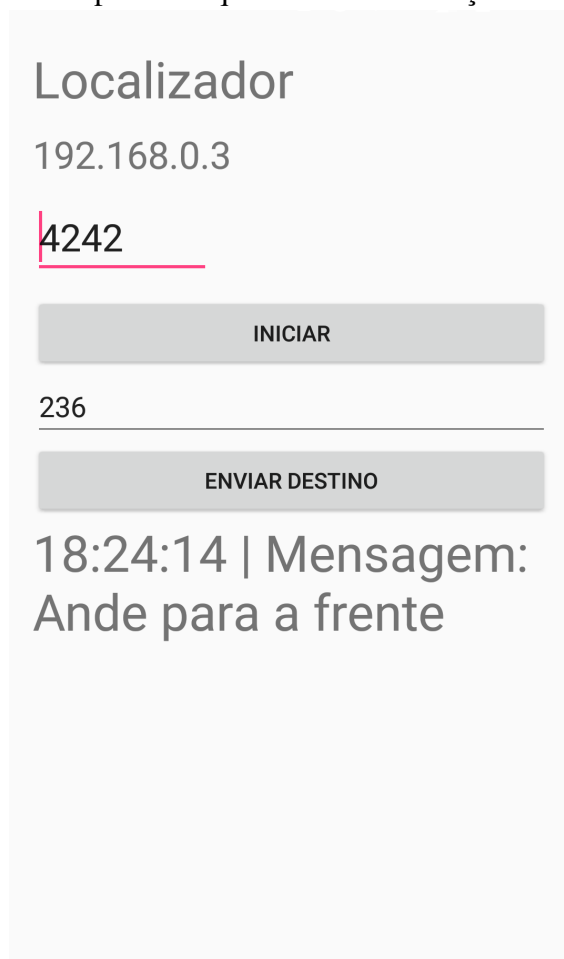 Localizador
192.168.0.3
4242
INICIAR
236
ENVIAR DESTINO
18:24:14 | Mensagem:
Ande para a frente